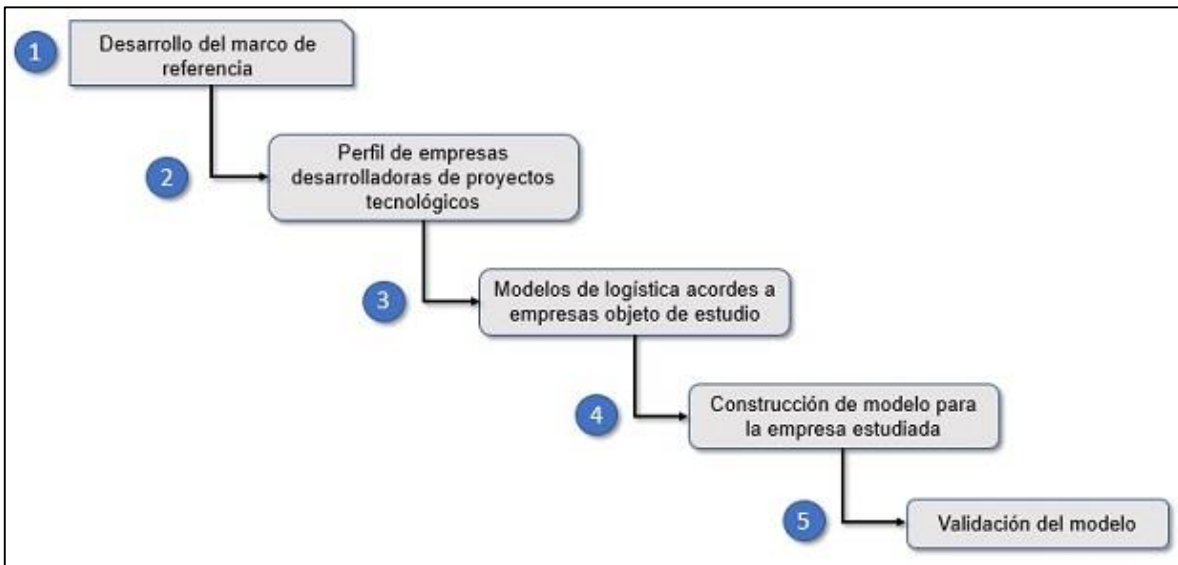 1
Desarrollo del marco de
referencia
2
Perfil de empresas
desarrolladoras de proyectos
tecnológicos
3
Modelos de logística acordes a
empresas objeto de estudio
4
Construcción de modelo para
la empresa estudiada
5
Validación del modelo